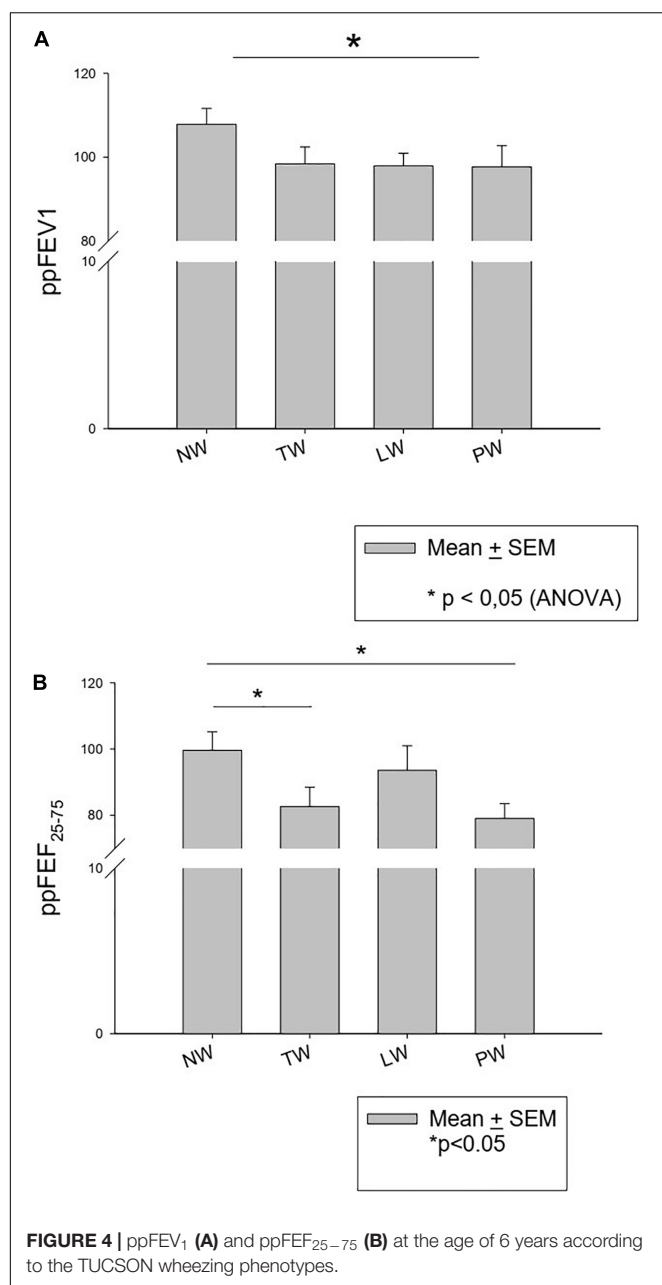 A
*
120
100
80
10
0
ppFEV1
NW TW LW PW
Mean ± SEM
* p < 0,05 (ANOVA)
B
*
*
120
100
80
10
0
ppFEF25-75
NW TW LW PW
Mean ± SEM
*p<0.05
FIGURE 4 | ppFEV1 (A) and ppFEF25−75 (B) at the age of 6 years according
to the TUCSON wheezing phenotypes.